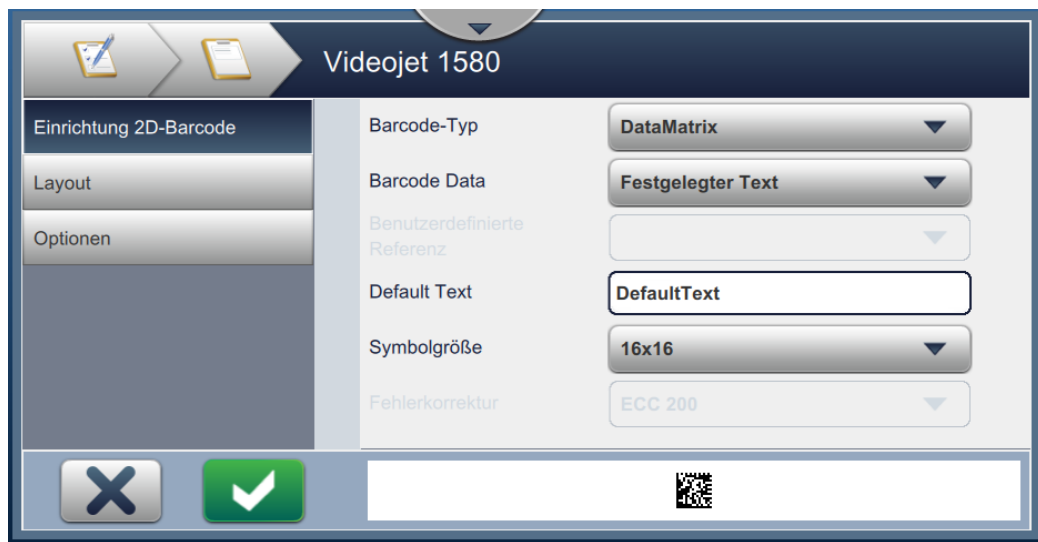 Videojet 1580
Einrichtung 2D-Barcode
Layout
Optionen
Barcode-Typ
DataMatrix
Barcode Data
Festgelegter Text
Benutzerdefinierte
Referenz
Default Text
DefaultText
Symbolgröße
16x16
Fehlerkorrektur
ECC 200